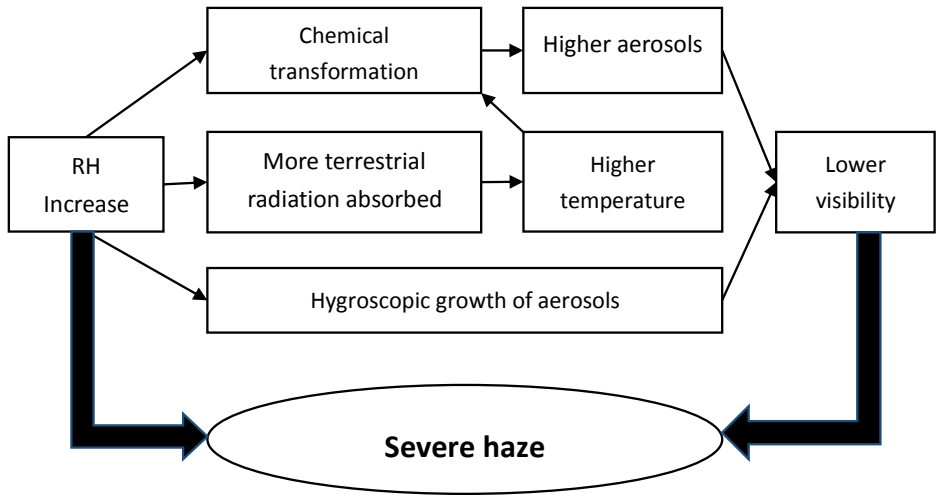 Chemical
transformation
Higher aerosols
RH
Increase
More terrestrial
radiation absorbed
Higher
temperature
Lower
visibility
Hygroscopic growth of aerosols
Severe haze